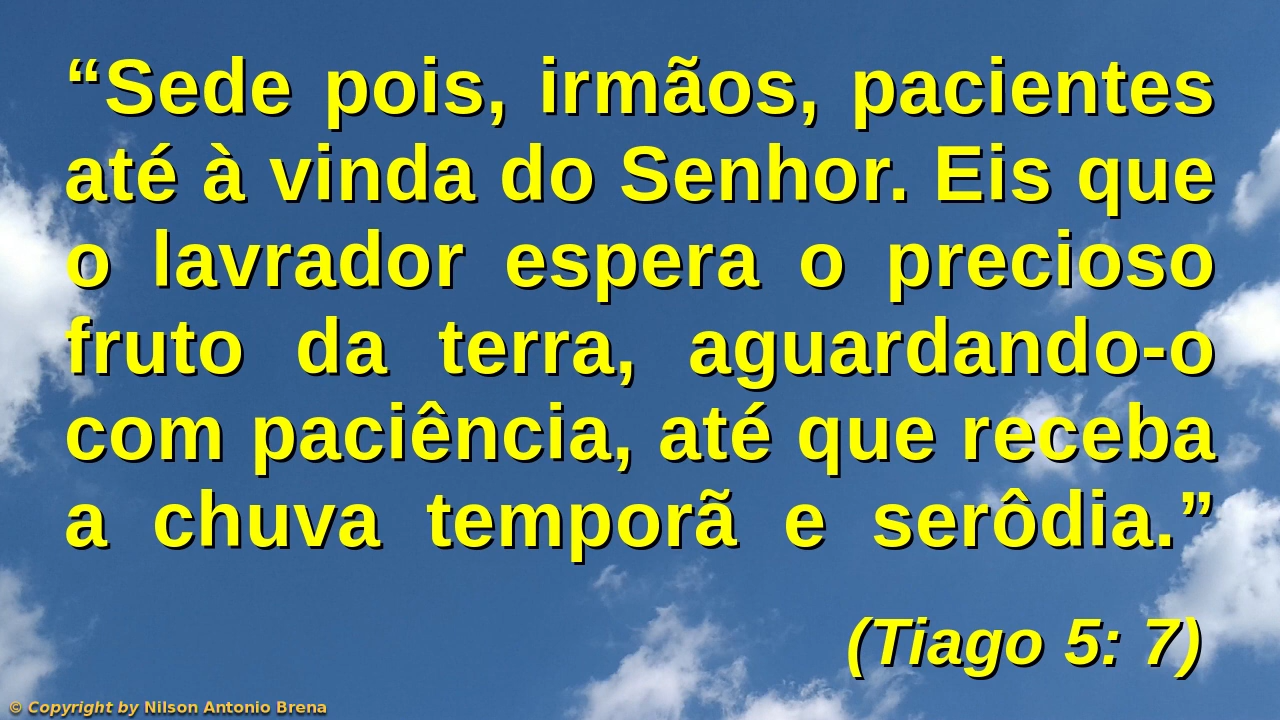 “Sede pois, irmãos, pacientes
até à vinda do Senhor. Eis que
o lavrador espera o precioso
fruto da terra, aguardando-o
com paciência, até que receba
a chuva temporã e serôdia.”
(Tiago 5: 7)
© Copyright by Nilson Antonio Brena